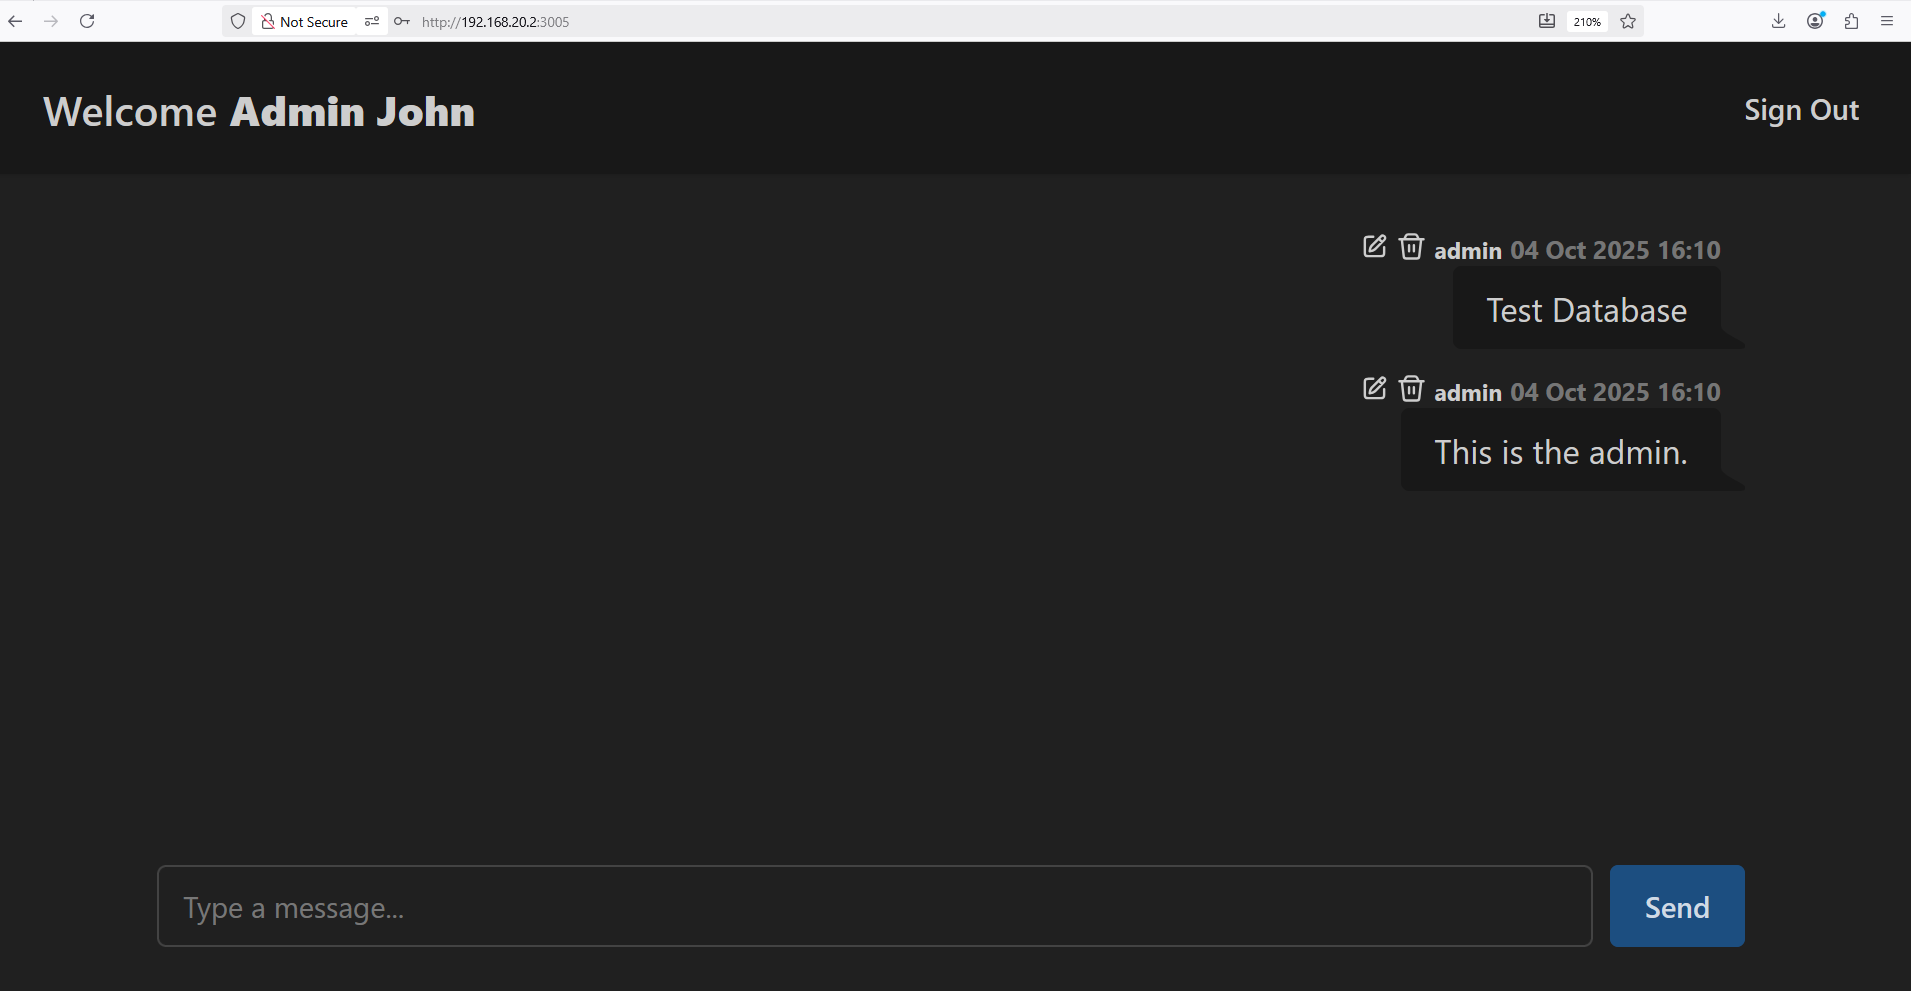 Not Secure http://192.168.20.2:3005 210%
Welcome Admin John
Sign Out
admin 04 Oct 2025 16:10
Test Database
admin 04 Oct 2025 16:10
This is the admin.
Type a message...
Send